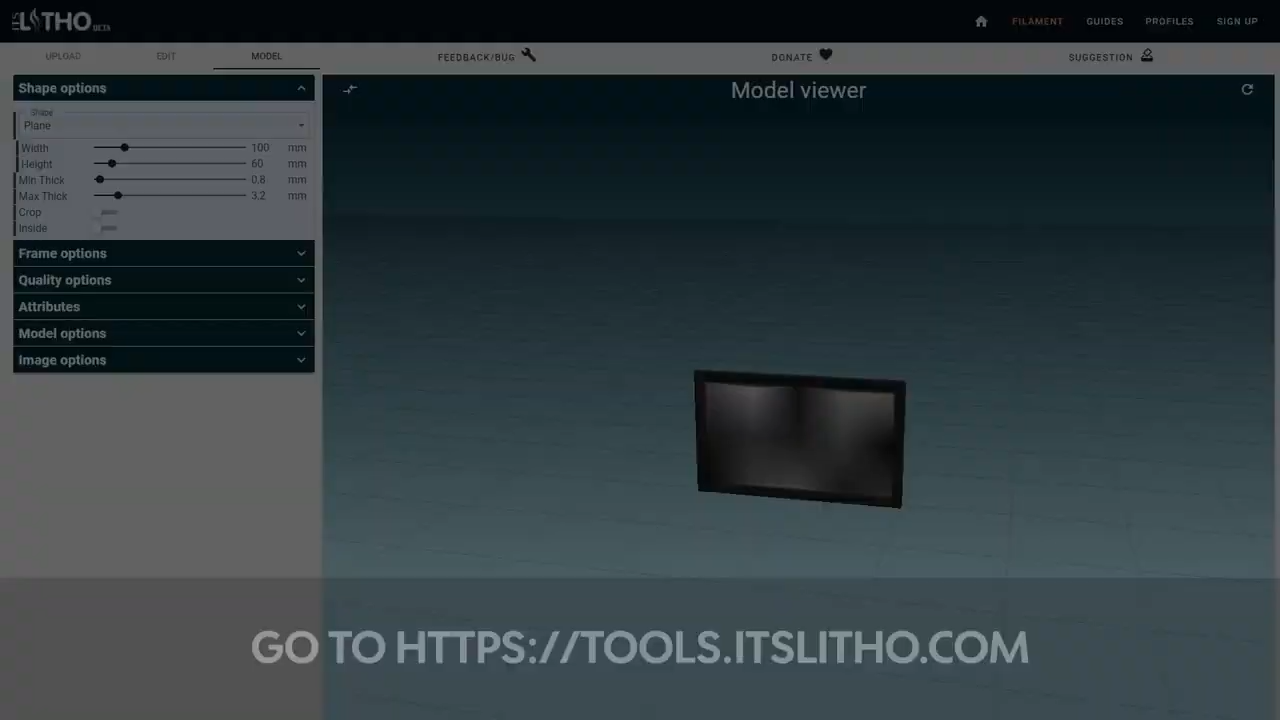 ITS LITHO BETA
FILAMENT GUIDES PROFILES SIGN UP
UPLOAD EDIT MODEL FEEDBACK/BUG DONATE SUGGESTION
Shape options
Model viewer
Shape
Plane
Width 100 mm
Height 60 mm
Min Thick 0.8 mm
Max Thick 3.2 mm
Crop
Inside
Frame options
Quality options
Attributes
Model options
Image options
GO TO HTTPS://TOOLS.ITSLITHO.COM